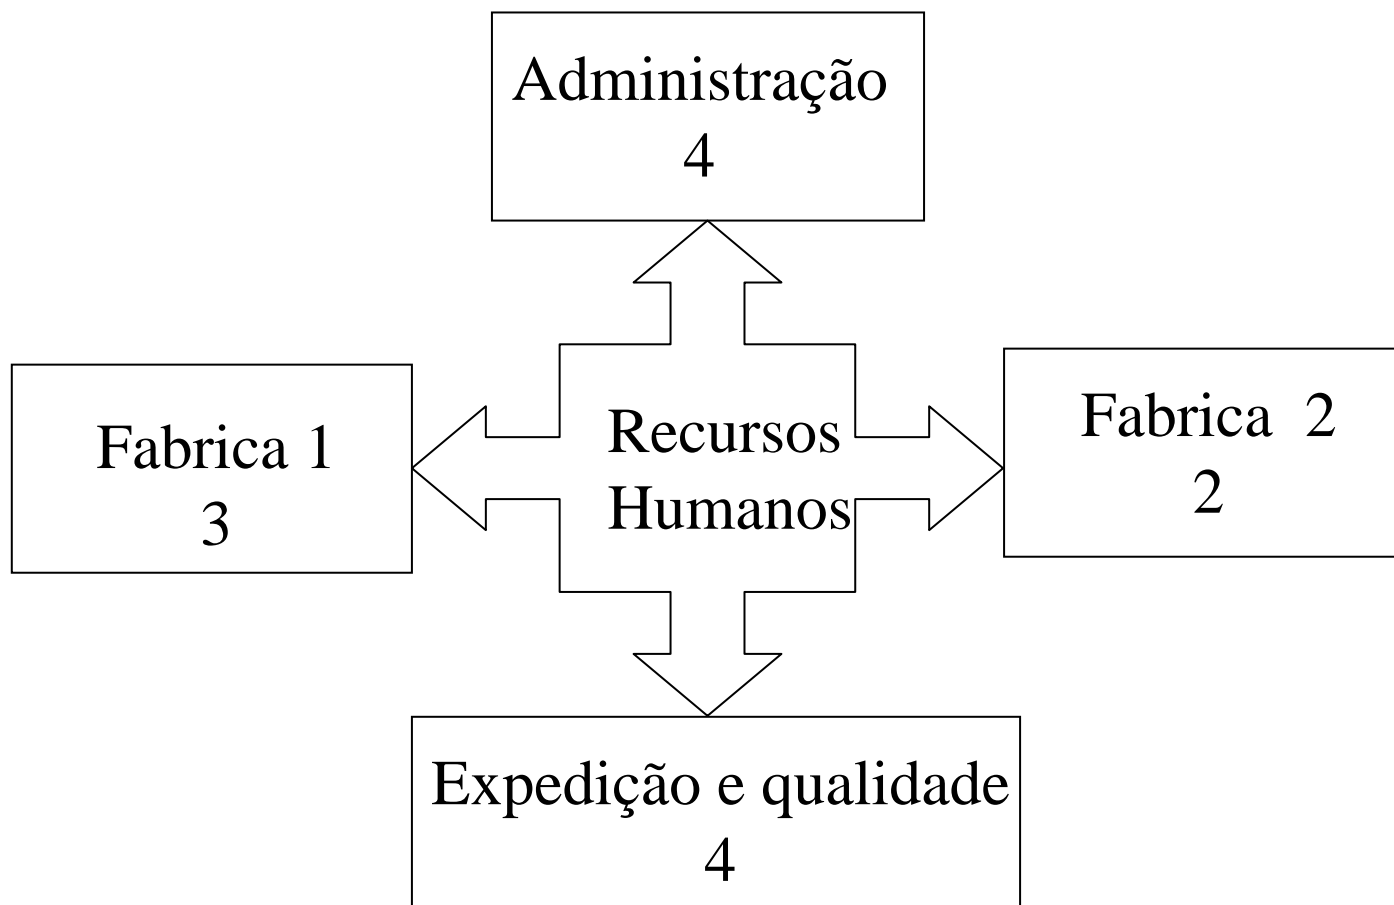 Administração
4
Fabrica 1
3
Recursos
Humanos
Fabrica  2
2
Expedição e qualidade
4